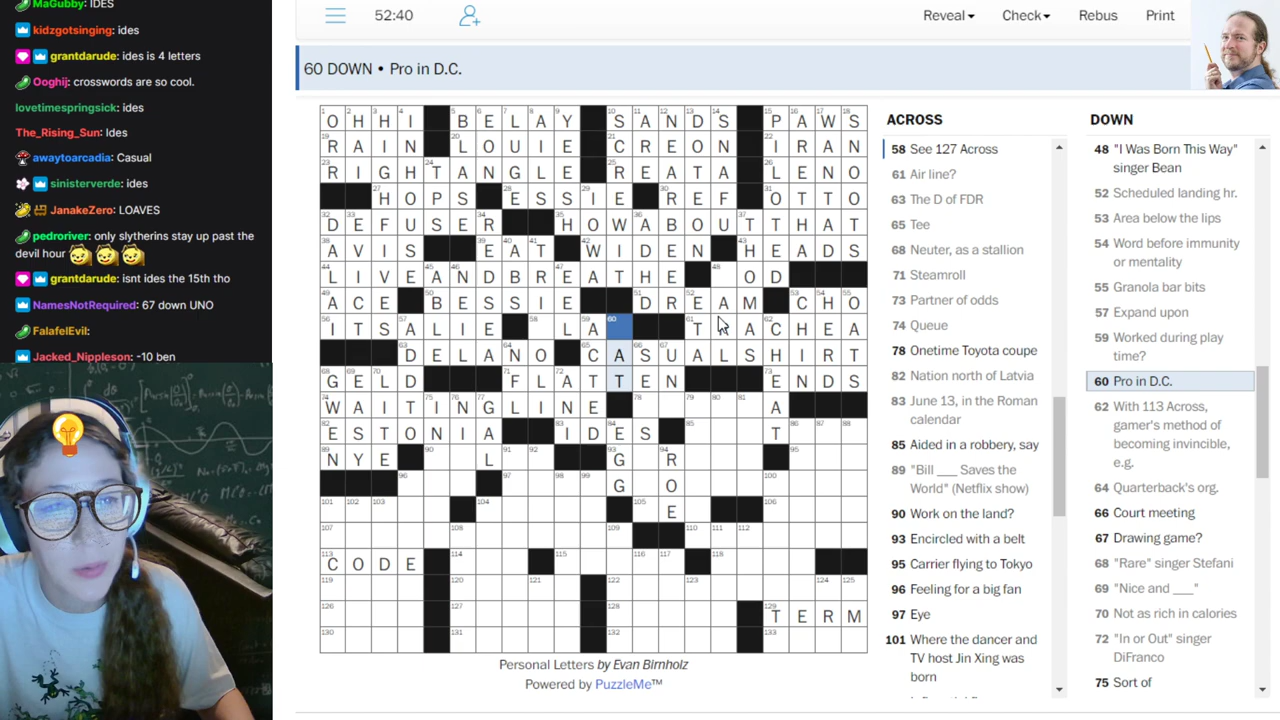 MaGubby: IDES
kidzgotsinging: ides
grantdarude: ides is 4 letters
Ooghij: crosswords are so cool.
lovetimespringsick: ides
The_Rising_Sun: Ides
awaytoarcadia: Casual
sinisterverde: ides
JanakeZero: LOAVES
pedroriver: only slytherins stay up past the
devil hour
grantdarude: isnt ides the 15th tho
NamesNotRequired: 67 down UNO
FalafelEvil:
Jacked_Nippleson: -10 ben
52:40
Reveal
Check
Rebus
Print
60 DOWN • Pro in D.C.
O H H I B E L A Y S A N D S P A W S
R A I N L O U I E C R E O N I R A N
R I G H T A N G L E R E A T A L E N O
H O P S E S S I E R E F O T T O
D E F U S E R H O W A B O U T T H A T
A V I S E A T W I D E N H E A D S
L I V E A N D B R E A T H E O D
A C E B E S S I E D R E A M C H O
I T S A L I E L A T A C H E A
D E L A N O C A S U A L S H I R T
G E L D F L A T T E N E N D S
W A I T I N G L I N E A
E S T O N I A I D E S T
N Y E L G R
G O
E
C O D E
T E R M
Personal Letters by Evan Birnholz
Powered by PuzzleMe™
ACROSS
58 See 127 Across
61 Air line?
63 The D of FDR
65 Tee
68 Neuter, as a stallion
71 Steamroll
73 Partner of odds
74 Queue
78 Onetime Toyota coupe
82 Nation north of Latvia
83 June 13, in the Roman
calendar
85 Aided in a robbery, say
89 "Bill ___ Saves the
World" (Netflix show)
90 Work on the land?
93 Encircled with a belt
95 Carrier flying to Tokyo
96 Feeling for a big fan
97 Eye
101 Where the dancer and
TV host Jin Xing was
born
DOWN
48 "I Was Born This Way"
singer Bean
52 Scheduled landing hr.
53 Area below the lips
54 Word before immunity
or mentality
55 Granola bar bits
57 Expand upon
59 Worked during play
time?
60 Pro in D.C.
62 With 113 Across,
gamer's method of
becoming invincible,
e.g.
64 Quarterback's org.
66 Court meeting
67 Drawing game?
68 "Rare" singer Stefani
69 "Nice and ___"
70 Not as rich in calories
72 "In or Out" singer
DiFranco
75 Sort of